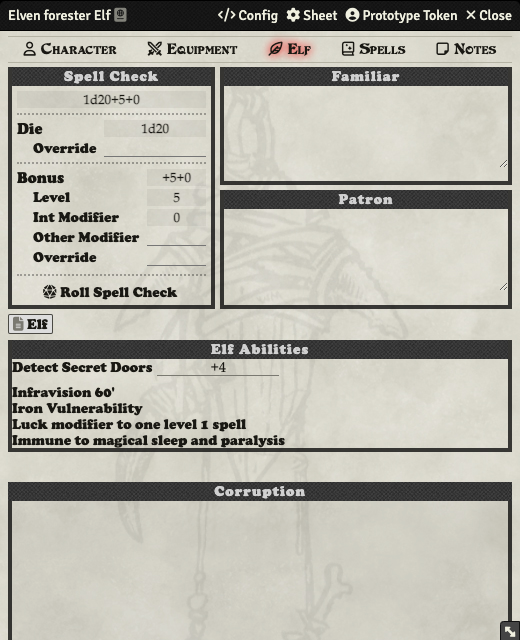 Elven forester Elf Config Sheet Prototype Token Close
Character Equipment Elf Spells Notes
Spell Check
1d20+5+0
Die 1d20
Override
Bonus +5+0
Level 5
Int Modifier 0
Other Modifier
Override
Roll Spell Check
Familiar
Patron
Elf
Elf Abilities
Detect Secret Doors +4
Infravision 60'
Iron Vulnerability
Luck modifier to one level 1 spell
Immune to magical sleep and paralysis
Corruption